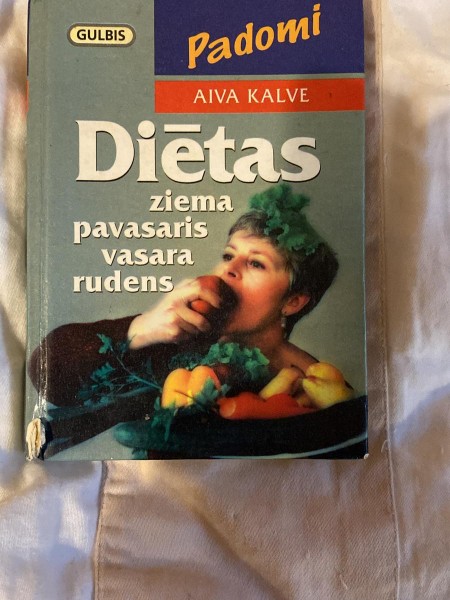 GULBIS
Padomi
AIVA KALVE
Diētas
ziema
pavasaris
vasara
rudens